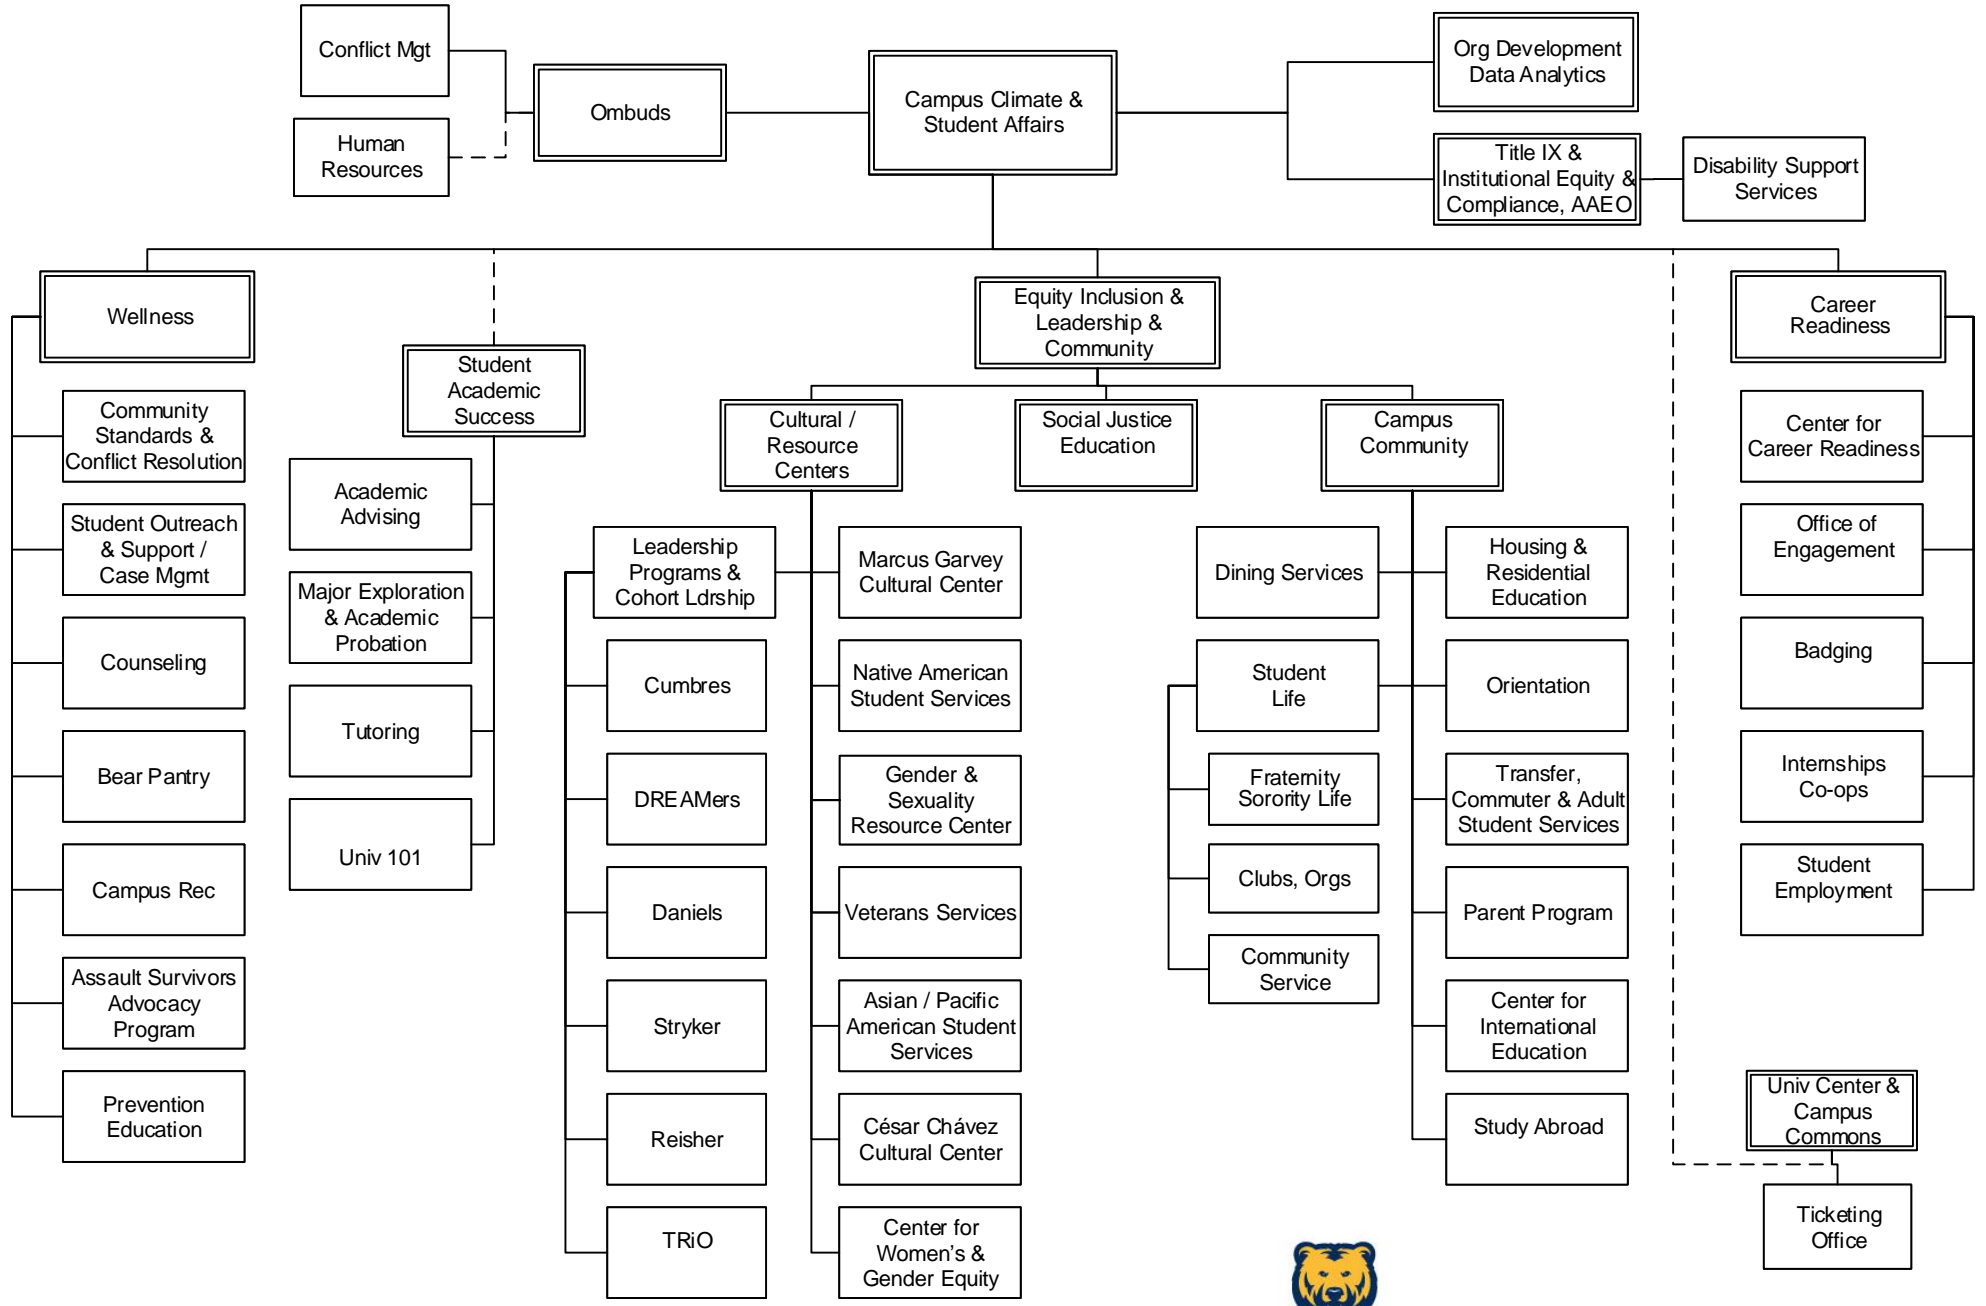 Conflict Mgt
Human
Resources
Ombuds
Campus Climate &
Student Affairs
Org Development
Data Analytics
Title IX &
Institutional Equity &
Compliance, AAEO
Disability Support
Services
Wellness
Community
Standards &
Conflict Resolution
Student Outreach
& Support /
Case Mgmt
Counseling
Bear Pantry
Campus Rec
Assault Survivors
Advocacy
Program
Prevention
Education
Student
Academic
Success
Academic
Advising
Major Exploration
& Academic
Probation
Tutoring
Univ 101
Equity Inclusion &
Leadership &
Community
Cultural /
Resource
Centers
Leadership
Programs &
Cohort Ldrship
Cumbres
DREAMers
Daniels
Stryker
Reisher
TRiO
Marcus Garvey
Cultural Center
Native American
Student Services
Gender &
Sexuality
Resource Center
Veterans Services
Asian / Pacific
American Student
Services
César Chávez
Cultural Center
Center for
Women's &
Gender Equity
Social Justice
Education
Campus
Community
Dining Services
Student
Life
Fraternity
Sorority Life
Clubs, Orgs
Community
Service
Housing &
Residential
Education
Orientation
Transfer,
Commuter & Adult
Student Services
Parent Program
Center for
International
Education
Study Abroad
Career
Readiness
Center for
Career Readiness
Office of
Engagement
Badging
Internships
Co-ops
Student
Employment
Univ Center &
Campus
Commons
Ticketing
Office